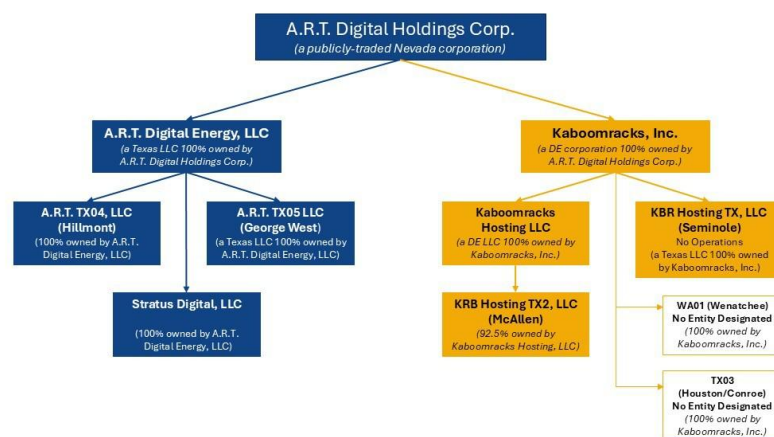 A.R.T. Digital Holdings Corp.
(a publicly-traded Nevada corporation)
A.R.T. Digital Energy, LLC
(a Texas LLC 100% owned by
A.R.T. Digital Holdings Corp.)
Kaboomracks, Inc.
(a DE corporation 100% owned by
A.R.T. Digital Holdings Corp.)
A.R.T. TX04, LLC
(Hillmont)
(100% owned by A.R.T.
Digital Energy, LLC)
A.R.T. TX05 LLC
(George West)
(a Texas LLC 100% owned by
A.R.T. Digital Energy, LLC)
Kaboomracks
Hosting LLC
(a DE LLC 100% owned by
Kaboomracks, Inc.)
KBR Hosting TX, LLC
(Seminole)
No Operations
(a Texas LLC 100% owned
by Kaboomracks, Inc.)
Stratus Digital, LLC
(100% owned by A.R.T.
Digital Energy, LLC)
KRB Hosting TX2, LLC
(McAllen)
(92.5% owned by
Kaboomracks Hosting, LLC)
WA01 (Wenatchee)
No Entity Designated
(100% owned by
Kaboomracks, Inc.)
TX03
(Houston/Conroe)
No Entity Designated
(100% owned by
Kaboomracks, Inc.)